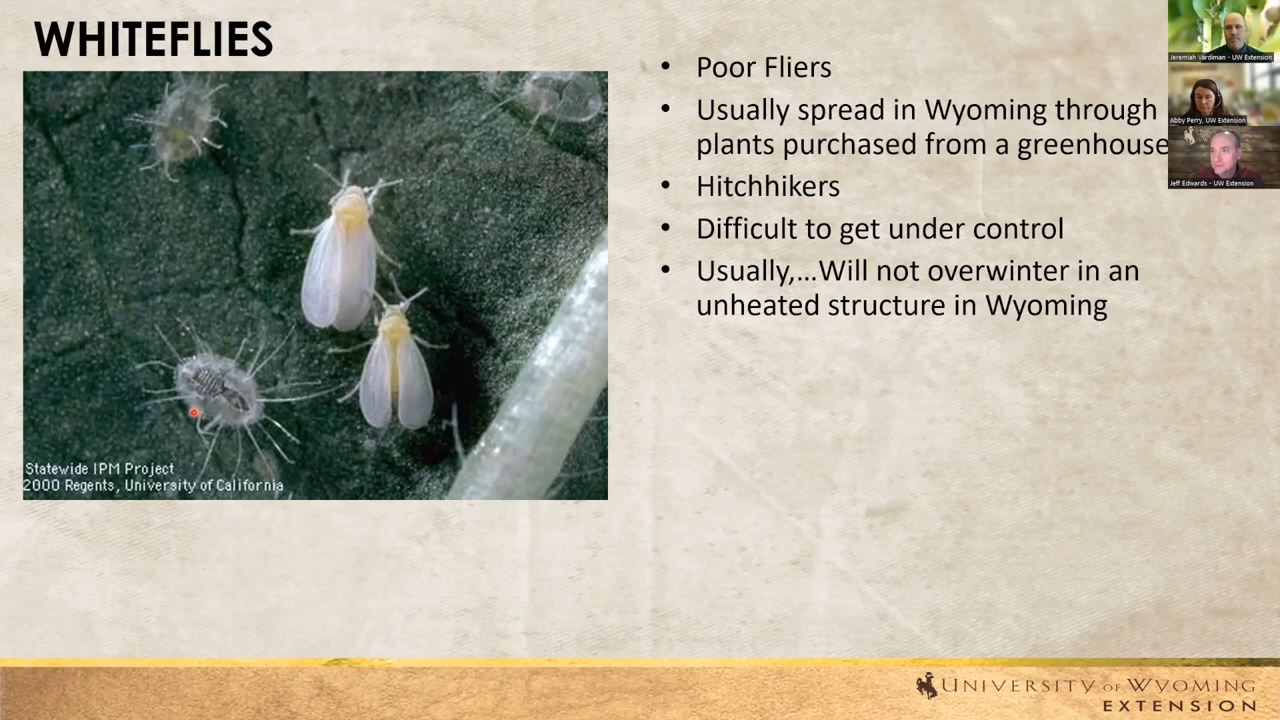 WHITEFLIES
• Poor Fliers
• Usually spread in Wyoming through
plants purchased from a greenhouse
• Hitchhikers
• Difficult to get under control
• Usually,...Will not overwinter in an
unheated structure in Wyoming
Statewide IPM Project
2000 Regents, University of California
Jeremiah Vardiman - UW Extension
Abby Perry, UW Extension
Jeff Edwards - UW Extension
UNIVERSITY OF WYOMING
EXTENSION